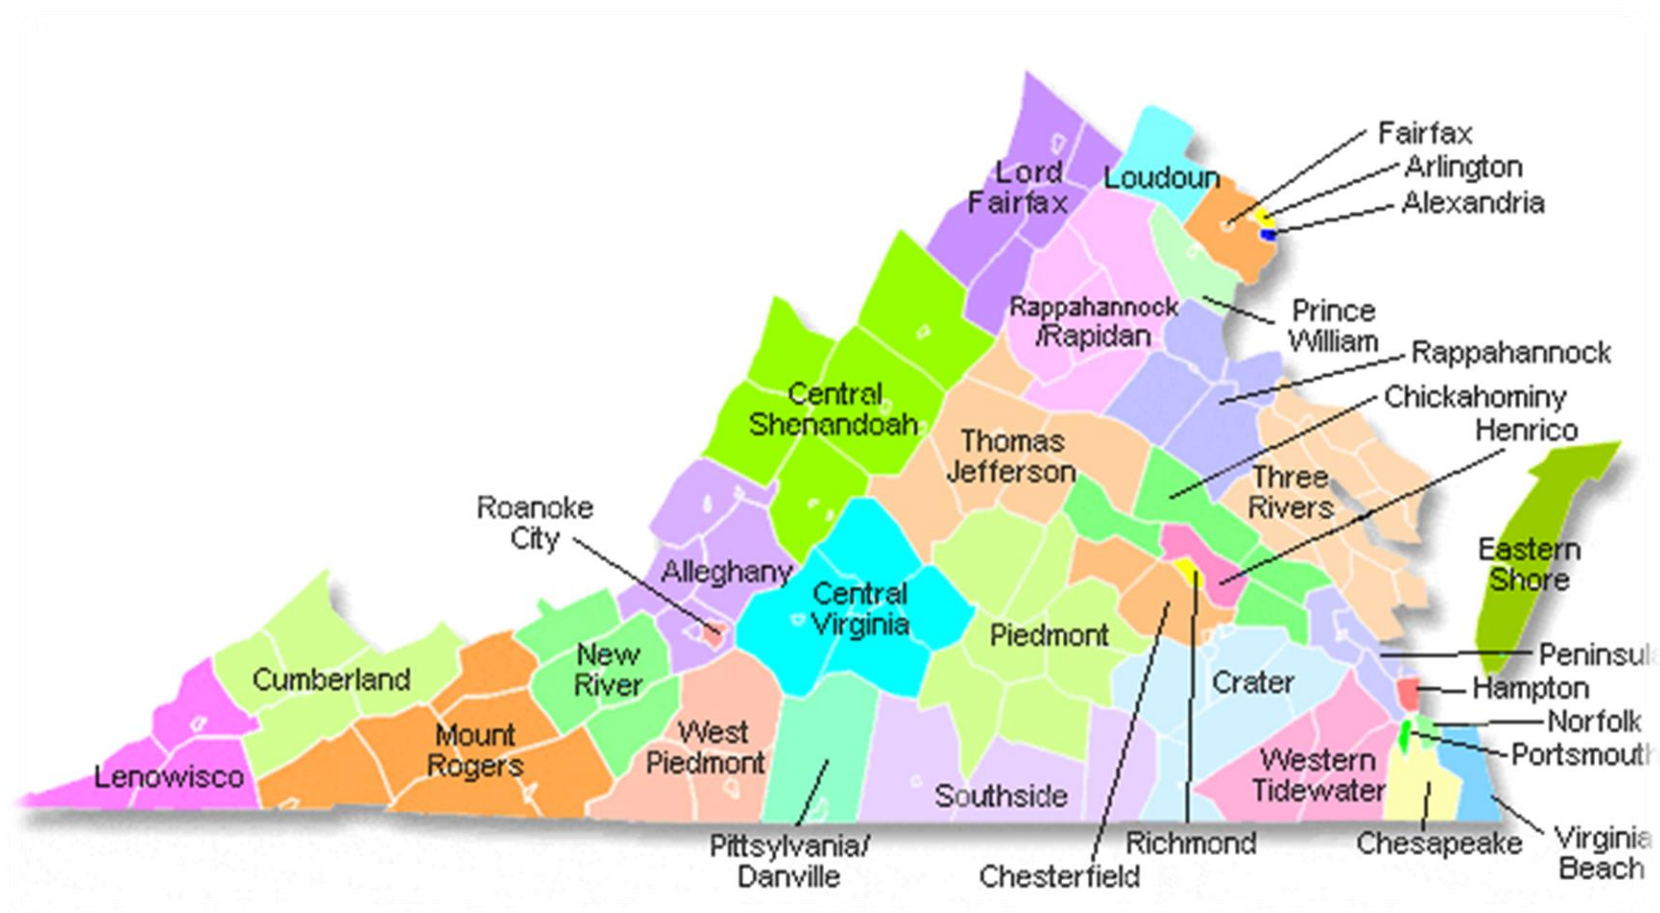 Fairfax
Arlington
Alexandria
Lord
Fairfax
Loudoun
Rappahannock
/Rapidan
Prince
William
Rappahannock
Chickahominy
Henrico
Central
Shenandoah
Thomas
Jefferson
Three
Rivers
Roanoke
City
Eastern
Shore
Alleghany
Central
Virginia
Piedmont
New
River
Cumberland
Peninsula
Crater
Hampton
Norfolk
Portsmouth
West
Piedmont
Mount
Rogers
Lenowisco
Southside
Western
Tidewater
Pittsylvania/
Danville
Chesterfield
Richmond
Chesapeake
Virginia
Beach